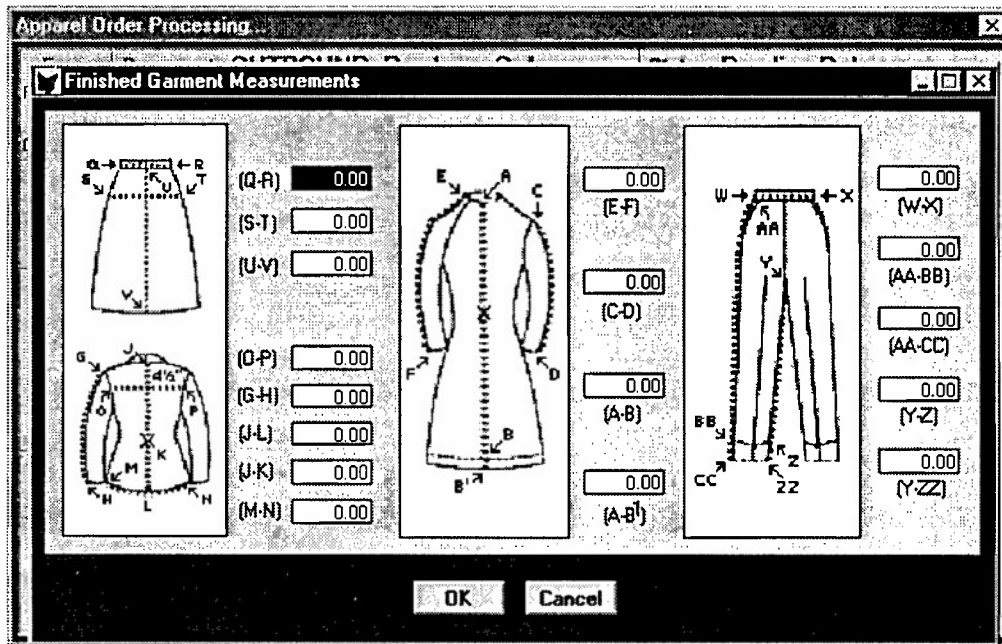 Apparel Order Processing...
Finished Garment Measurements
Q R
S T
U
V
(Q-R) 0.00
(S-T) 0.00
(U-V) 0.00
G J
4½"
O P
K
M
H L H
(O-P) 0.00
(G-H) 0.00
(J-L) 0.00
(J-K) 0.00
(M-N) 0.00
E A C
F D
B
B'
0.00
(E-F)
0.00
(C-D)
0.00
(A-B)
0.00
(A-B¹)
W X
AA
Y
BB
Z
CC
ZZ
0.00
(W-X)
0.00
(AA-BB)
0.00
(AA-CC)
0.00
(Y-Z)
0.00
(Y-ZZ)
OK Cancel